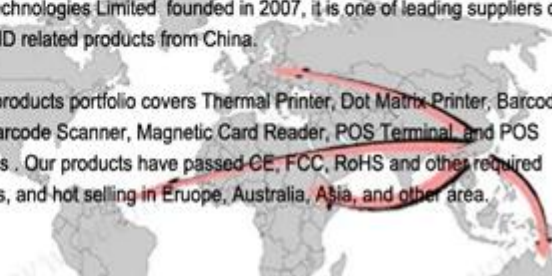 echnologies Limited founded in 2007, it is one of leading suppliers o
ID related products from China.
products portfolio covers Thermal Printer, Dot Matrix Printer, Barcod
arcode Scanner, Magnetic Card Reader, POS Terminal, and POS
s . Our products have passed CE, FCC, RoHS and other required
s, and hot selling in Eruope, Australia, Asia, and other area.